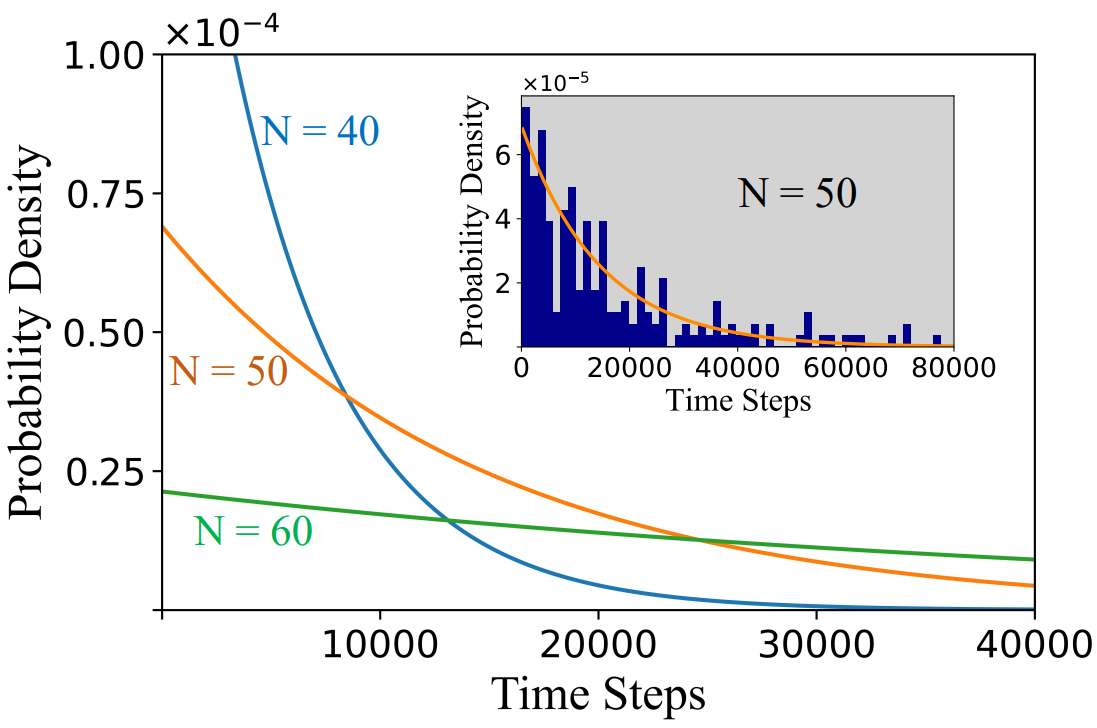 ×10⁻⁴
1.00
0.75
0.50
0.25
Probability Density
N = 40
N = 50
N = 60
10000 20000 30000 40000
Time Steps
×10⁻⁵
6
4
2
Probability Density
N = 50
0 20000 40000 60000 80000
Time Steps